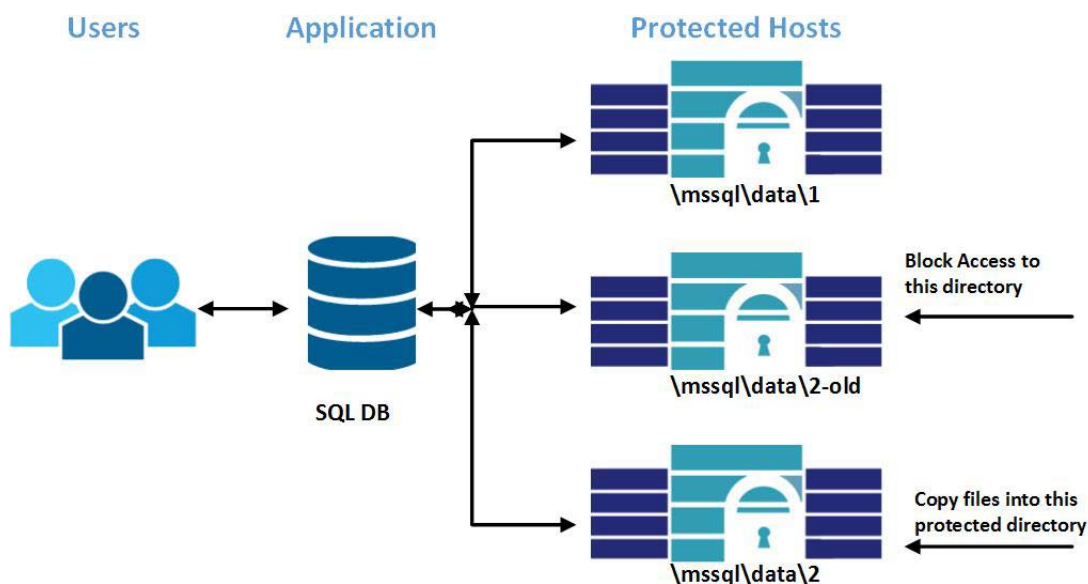 Users
Application
Protected Hosts
\mssql\data\1
Block Access to
this directory
\mssql\data\2-old
SQL DB
Copy files into this
protected directory
\mssql\data\2